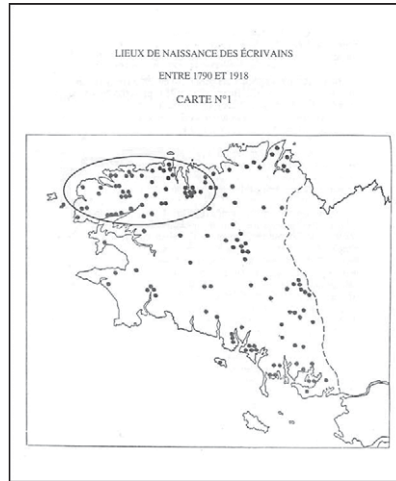 LIEUX DE NAISSANCE DES ÉCRIVAINS
ENTRE 1790 ET 1918
CARTE N°1